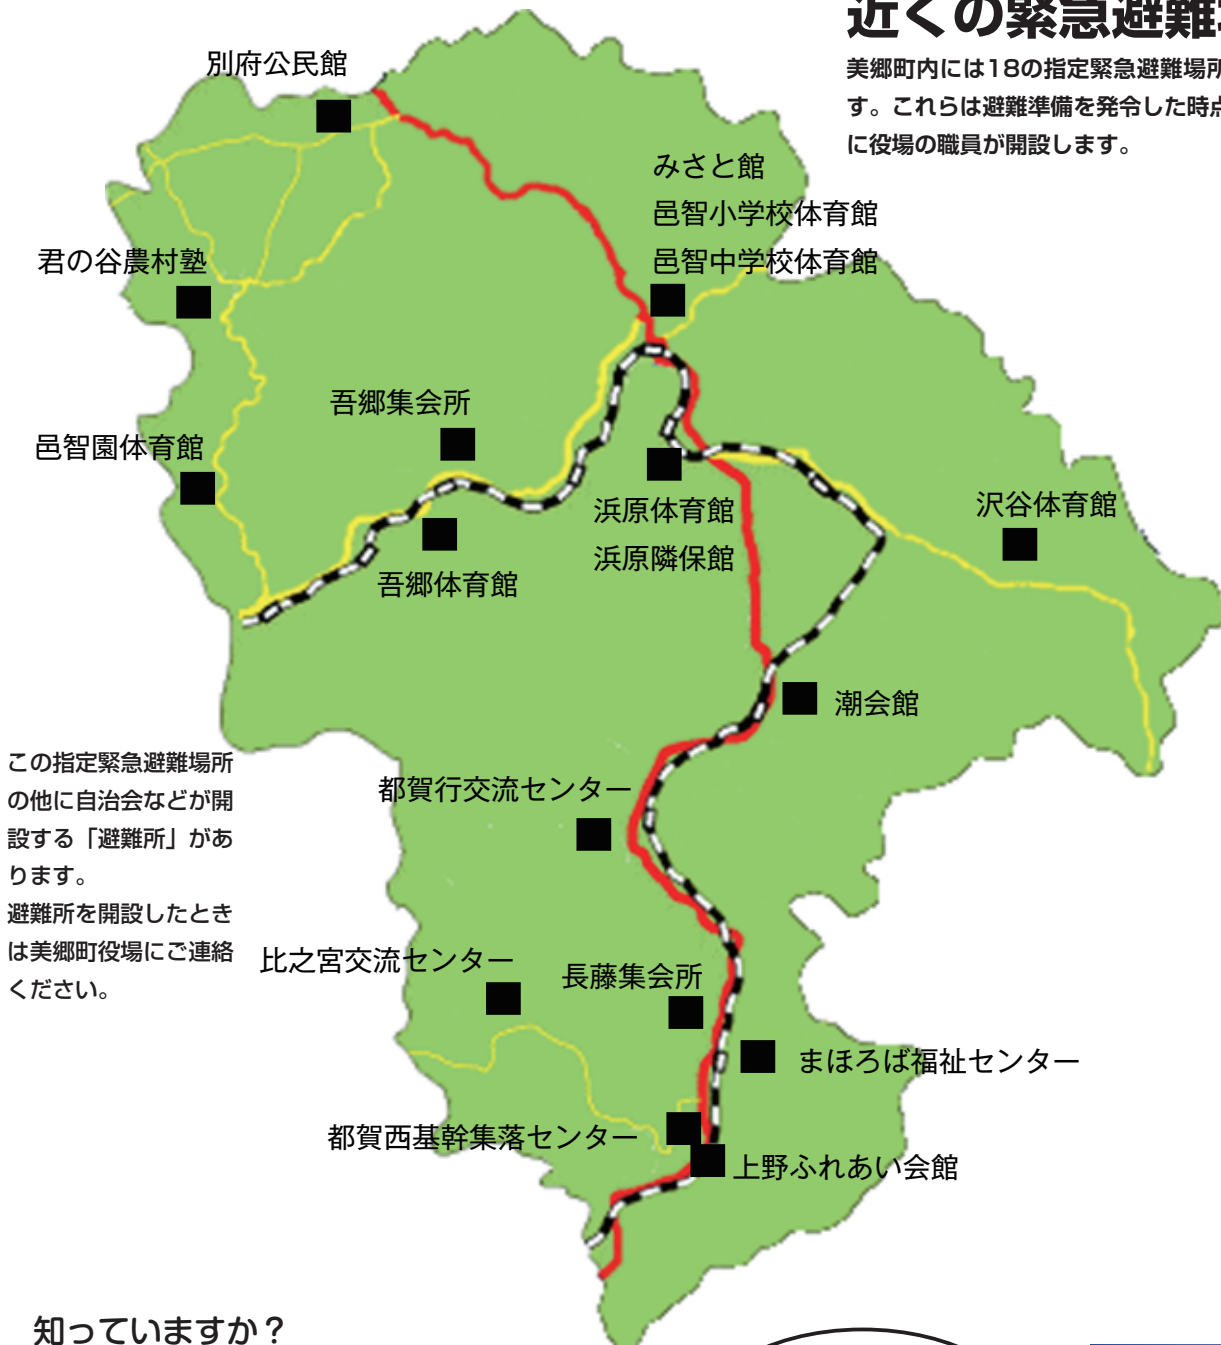 近くの緊急避難
美郷町内には18の指定緊急避難場所
す。これらは避難準備を発令した時点
に役場の職員が開設します。
別府公民館
みさと館
邑智小学校体育館
邑智中学校体育館
君の谷農村塾
吾郷集会所
邑智園体育館
浜原体育館
浜原隣保館
沢谷体育館
吾郷体育館
潮会館
この指定緊急避難場所
の他に自治会などが開
設する「避難所」があ
ります。
避難所を開設したとき
は美郷町役場にご連絡
ください。
都賀行交流センター
比之宮交流センター
長藤集会所
まほろば福祉センター
都賀西基幹集落センター
上野ふれあい会館
知っていますか？